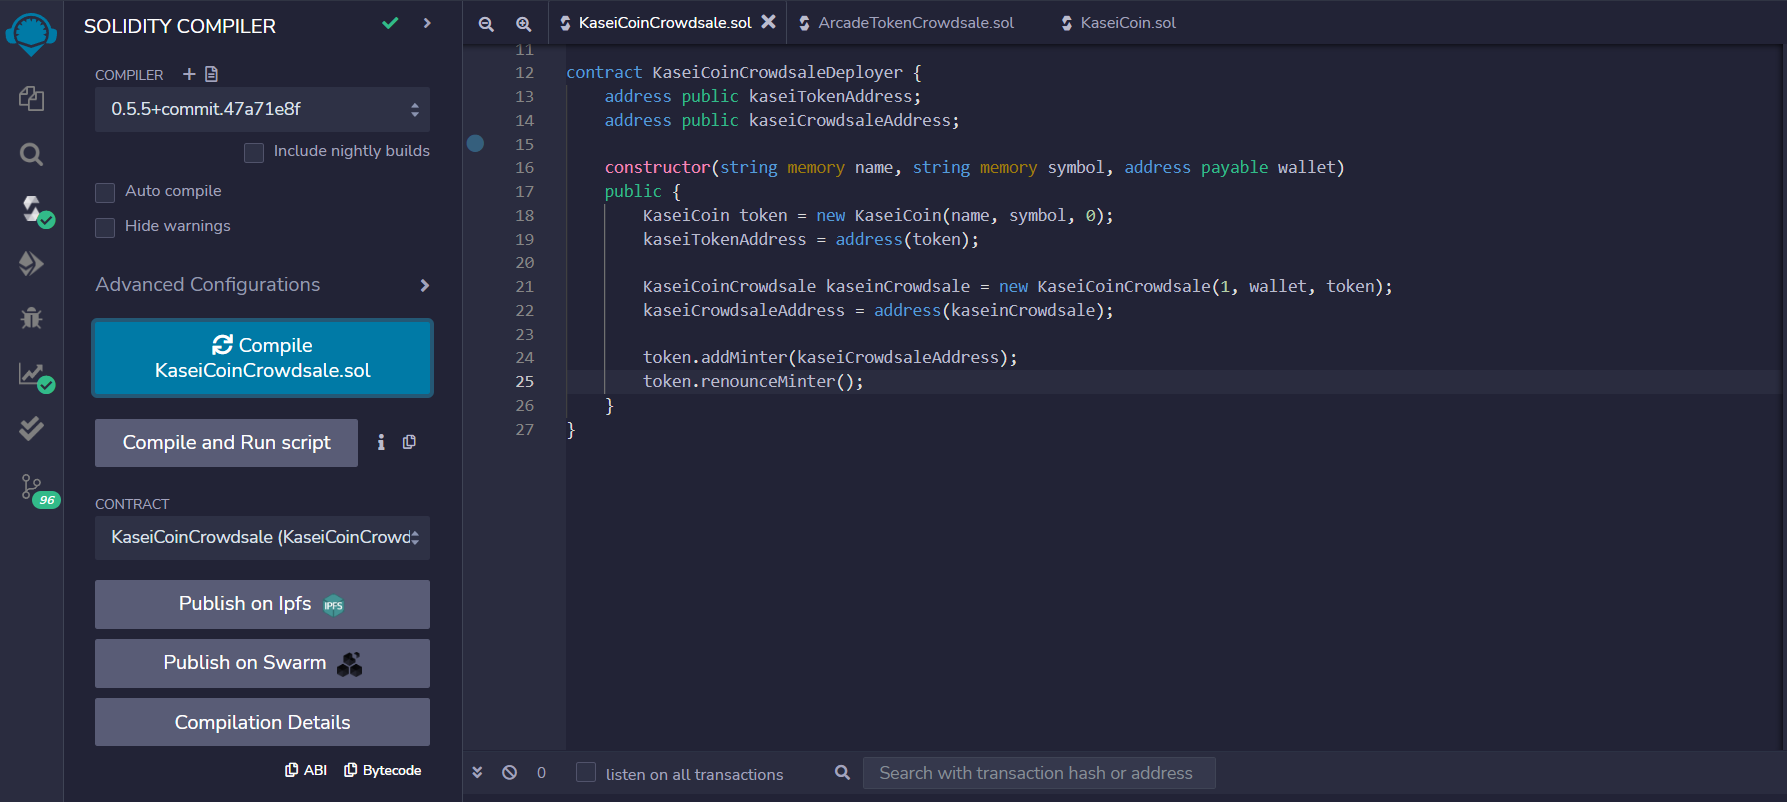 SOLIDITY COMPILER
COMPILER
0.5.5+commit.47a71e8f
Include nightly builds
Auto compile
Hide warnings
Advanced Configurations
Compile
KaseiCoinCrowdsale.sol
Compile and Run script
CONTRACT
KaseiCoinCrowdsale (KaseiCoinCrowd
Publish on Ipfs
IPFS
Publish on Swarm
Compilation Details
ABI Bytecode
96
KaseiCoinCrowdsale.sol ArcadeTokenCrowdsale.sol KaseiCoin.sol
11
12 contract KaseiCoinCrowdsaleDeployer {
13 address public kaseiTokenAddress;
14 address public kaseiCrowdsaleAddress;
15
16 constructor(string memory name, string memory symbol, address payable wallet)
17 public {
18 KaseiCoin token = new KaseiCoin(name, symbol, 0);
19 kaseiTokenAddress = address(token);
20
21 KaseiCoinCrowdsale kaseinCrowdsale = new KaseiCoinCrowdsale(1, wallet, token);
22 kaseiCrowdsaleAddress = address(kaseinCrowdsale);
23
24 token.addMinter(kaseiCrowdsaleAddress);
25 token.renounceMinter();
26 }
27 }
0 listen on all transactions Search with transaction hash or address